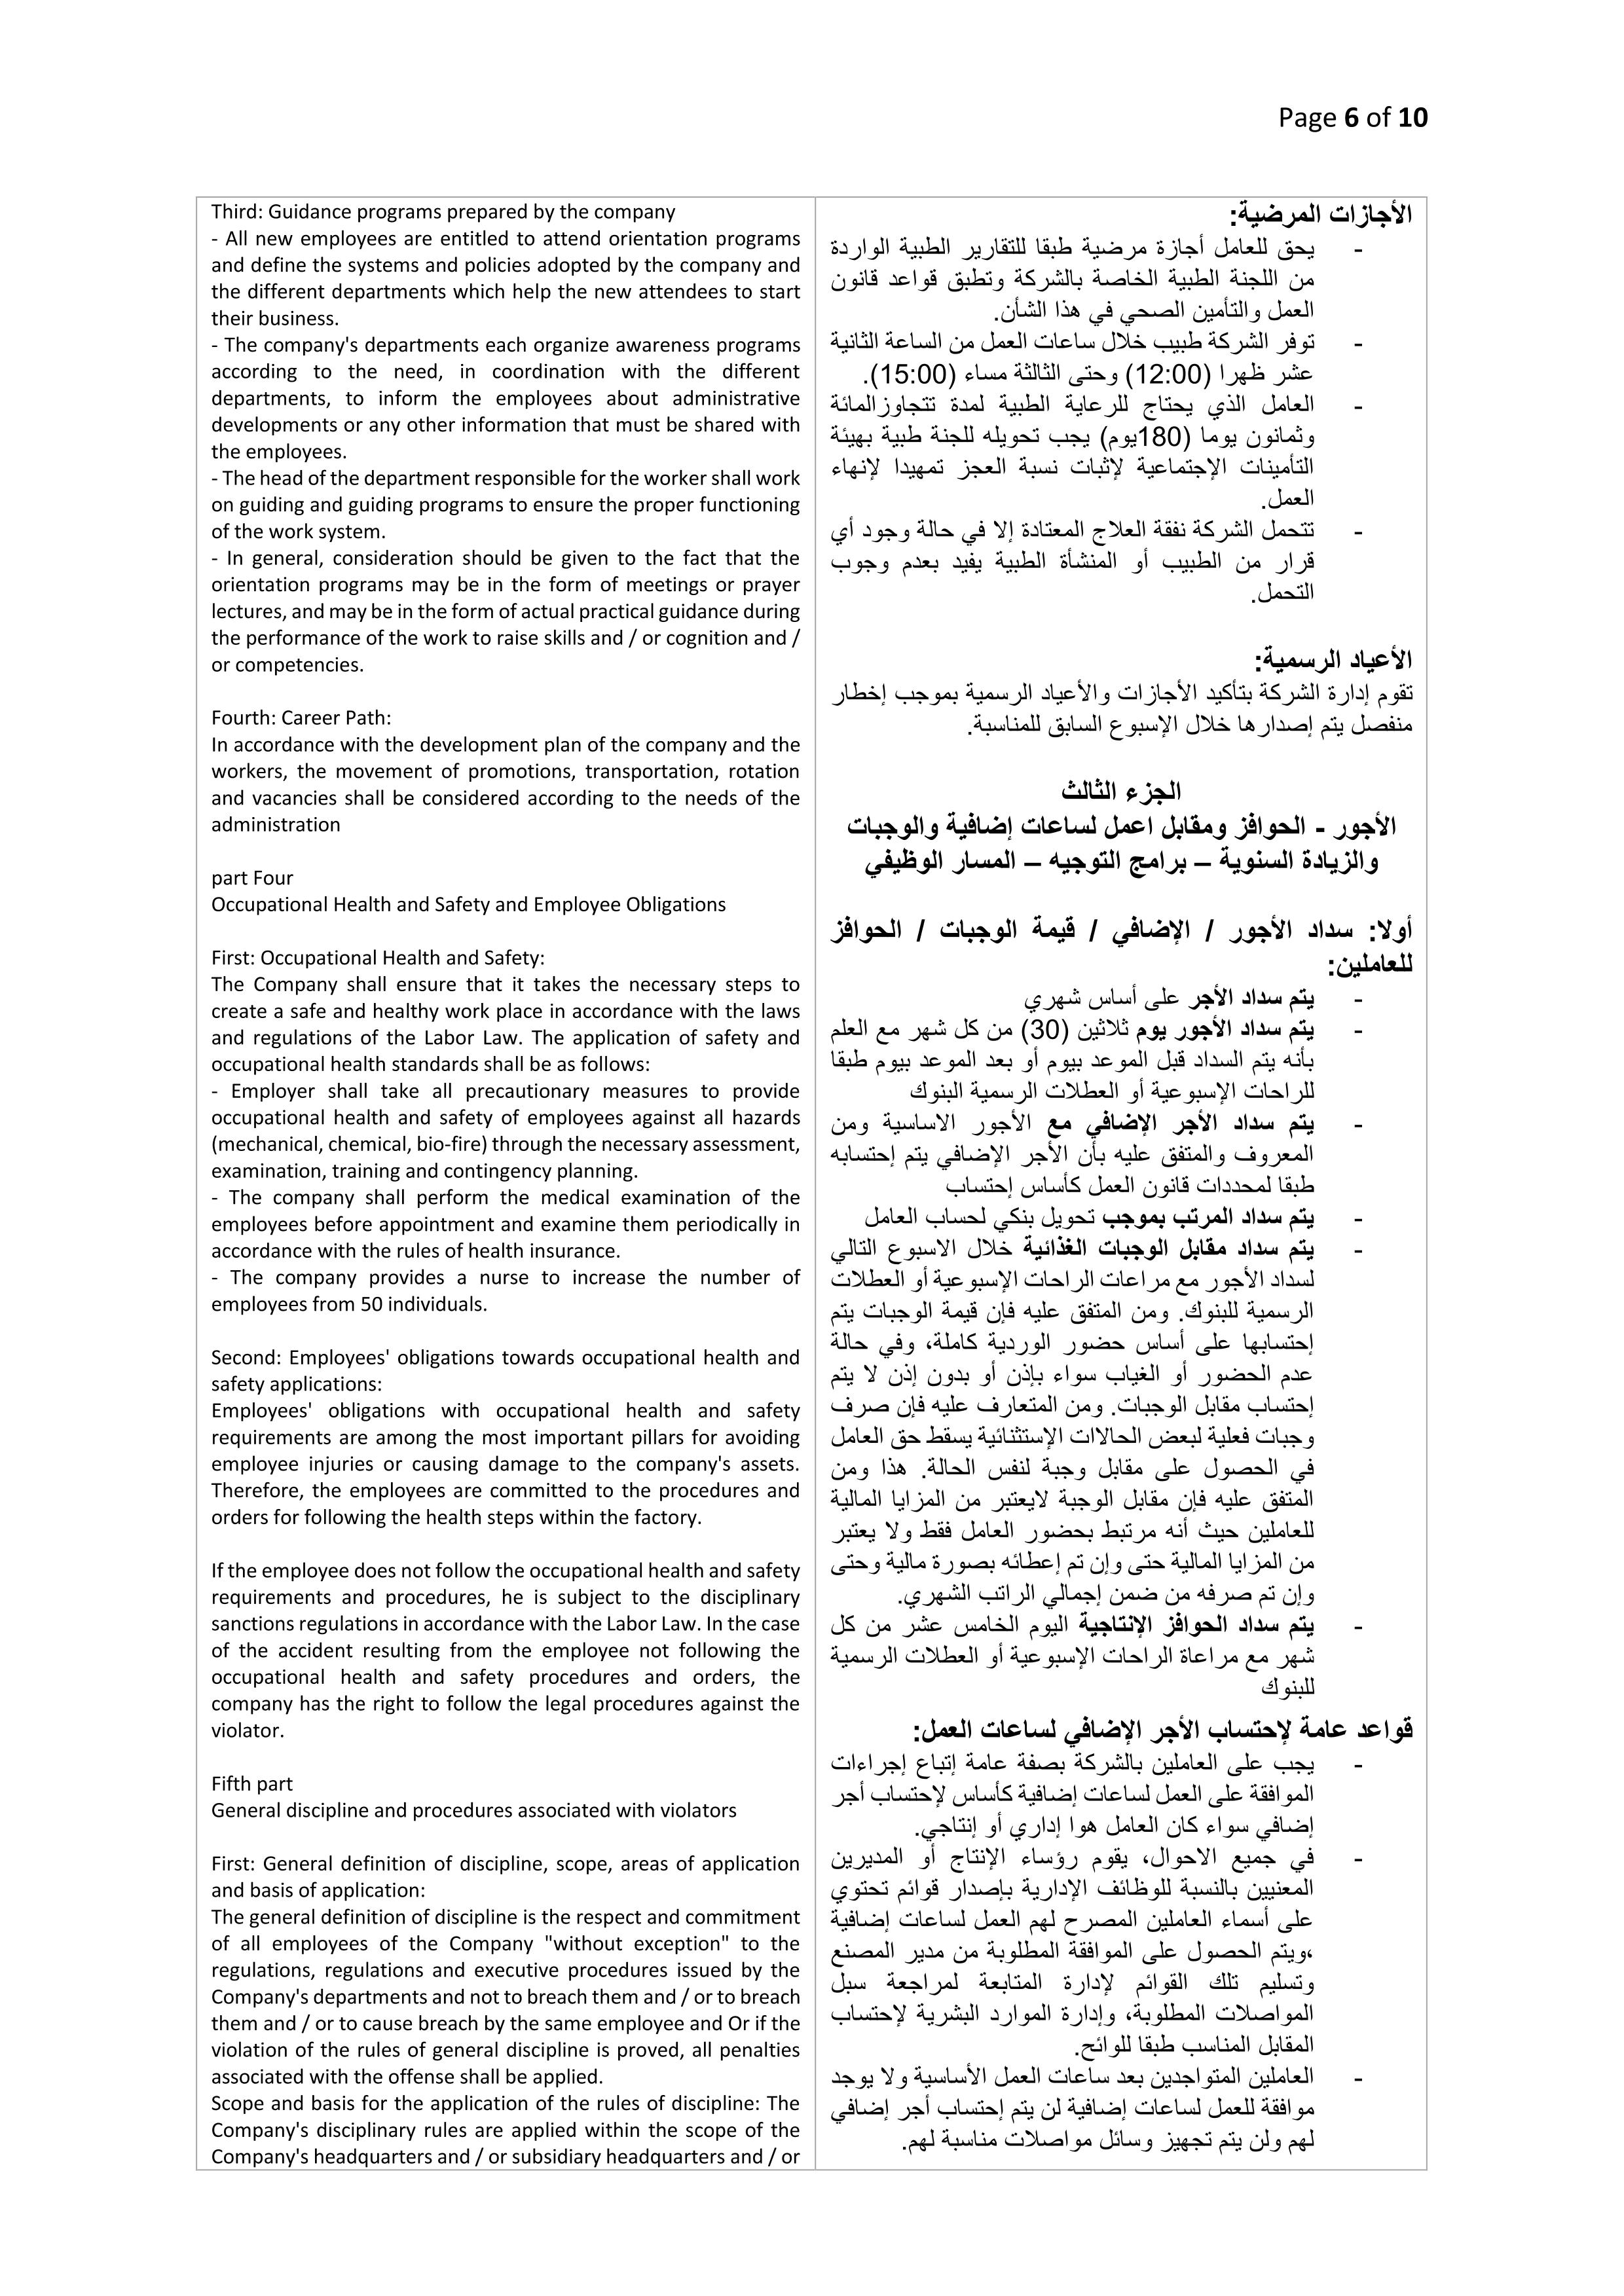 Page 6 of 10
Third: Guidance programs prepared by the company
- All new employees are entitled to attend orientation programs
and define the systems and policies adopted by the company and
the different departments which help the new attendees to start
their business.
- The company's departments each organize awareness programs
according to the need, in coordination with the different
departments, to inform the employees about administrative
developments or any other information that must be shared with
the employees.
- The head of the department responsible for the worker shall work
on guiding and guiding programs to ensure the proper functioning
of the work system.
- In general, consideration should be given to the fact that the
orientation programs may be in the form of meetings or prayer
lectures, and may be in the form of actual practical guidance during
the performance of the work to raise skills and / or cognition and /
or competencies.
Fourth: Career Path:
In accordance with the development plan of the company and the
workers, the movement of promotions, transportation, rotation
and vacancies shall be considered according to the needs of the
administration
part Four
Occupational Health and Safety and Employee Obligations
First: Occupational Health and Safety:
The Company shall ensure that it takes the necessary steps to
create a safe and healthy work place in accordance with the laws
and regulations of the Labor Law. The application of safety and
occupational health standards shall be as follows:
- Employer shall take all precautionary measures to provide
occupational health and safety of employees against all hazards
(mechanical, chemical, bio-fire) through the necessary assessment,
examination, training and contingency planning.
- The company shall perform the medical examination of the
employees before appointment and examine them periodically in
accordance with the rules of health insurance.
- The company provides a nurse to increase the number of
employees from 50 individuals.
Second: Employees' obligations towards occupational health and
safety applications:
Employees' obligations with occupational health and safety
requirements are among the most important pillars for avoiding
employee injuries or causing damage to the company's assets.
Therefore, the employees are committed to the procedures and
orders for following the health steps within the factory.
If the employee does not follow the occupational health and safety
requirements and procedures, he is subject to the disciplinary
sanctions regulations in accordance with the Labor Law. In the case
of the accident resulting from the employee not following the
occupational health and safety procedures and orders, the
company has the right to follow the legal procedures against the
violator.
Fifth part
General discipline and procedures associated with violators
First: General definition of discipline, scope, areas of application
and basis of application:
The general definition of discipline is the respect and commitment
of all employees of the Company "without exception" to the
regulations, regulations and executive procedures issued by the
Company's departments and not to breach them and / or to breach
them and / or to cause breach by the same employee and Or if the
violation of the rules of general discipline is proved, all penalties
associated with the offense shall be applied.
Scope and basis for the application of the rules of discipline: The
Company's disciplinary rules are applied within the scope of the
Company's headquarters and / or subsidiary headquarters and / or
الأجازات المرضية:
- يحق للعامل أجازة مرضية طبقا للتقارير الطبية الواردة
من اللجنة الطبية الخاصة بالشركة وتطبق قواعد قانون
العمل والتأمين الصحي في هذا الشأن.
- توفر الشركة طبيب خلال ساعات العمل من الساعة الثانية
عشر ظهرا (12:00) وحتى الثالثة مساء (15:00).
- العامل الذي يحتاج للرعاية الطبية لمدة تتجاوزالمائة
وثمانون يوما (180يوم) يجب تحويله للجنة طبية بهيئة
التأمينات الإجتماعية لإثبات نسبة العجز تمهيدا لإنهاء
العمل.
- تتحمل الشركة نفقة العلاج المعتادة إلا في حالة وجود أي
قرار من الطبيب أو المنشأة الطبية يفيد بعدم وجوب
التحمل.
الأعياد الرسمية:
تقوم إدارة الشركة بتأكيد الأجازات والأعياد الرسمية بموجب إخطار
منفصل يتم إصدارها خلال الإسبوع السابق للمناسبة.
الجزء الثالث
الأجور - الحوافز ومقابل اعمل لساعات إضافية والوجبات
والزيادة السنوية – برامج التوجيه – المسار الوظيفي
أولا: سداد الأجور / الإضافي / قيمة الوجبات / الحوافز
للعاملين:
- يتم سداد الأجر على أساس شهري
- يتم سداد الأجور يوم ثلاثين (30) من كل شهر مع العلم
بأنه يتم السداد قبل الموعد بيوم أو بعد الموعد بيوم طبقا
للراحات الإسبوعية أو العطلات الرسمية البنوك
- يتم سداد الأجر الإضافي مع الأجور الاساسية ومن
المعروف والمتفق عليه بأن الأجر الإضافي يتم إحتسابه
طبقا لمحددات قانون العمل كأساس إحتساب
- يتم سداد المرتب بموجب تحويل بنكي لحساب العامل
- يتم سداد مقابل الوجبات الغذائية خلال الاسبوع التالي
لسداد الأجور مع مراعات الراحات الإسبوعية أو العطلات
الرسمية للبنوك. ومن المتفق عليه فإن قيمة الوجبات يتم
إحتسابها على أساس حضور الوردية كاملة، وفي حالة
عدم الحضور أو الغياب سواء بإذن أو بدون إذن لا يتم
إحتساب مقابل الوجبات. ومن المتعارف عليه فإن صرف
وجبات فعلية لبعض الحالاات الإستثنائية يسقط حق العامل
في الحصول على مقابل وجبة لنفس الحالة. هذا ومن
المتفق عليه فإن مقابل الوجبة لايعتبر من المزايا المالية
للعاملين حيث أنه مرتبط بحضور العامل فقط ولا يعتبر
من المزايا المالية حتى وإن تم إعطائه بصورة مالية وحتى
وإن تم صرفه من ضمن إجمالي الراتب الشهري.
- يتم سداد الحوافز الإنتاجية اليوم الخامس عشر من كل
شهر مع مراعاة الراحات الإسبوعية أو العطلات الرسمية
للبنوك
قواعد عامة لإحتساب الأجر الإضافي لساعات العمل:
- يجب على العاملين بالشركة بصفة عامة إتباع إجراءات
الموافقة على العمل لساعات إضافية كأساس لإحتساب أجر
إضافي سواء كان العامل هوا إداري أو إنتاجي.
- في جميع الاحوال، يقوم رؤساء الإنتاج أو المديرين
المعنيين بالنسبة للوظائف الإدارية بإصدار قوائم تحتوي
على أسماء العاملين المصرح لهم العمل لساعات إضافية
،ويتم الحصول على الموافقة المطلوبة من مدير المصنع
وتسليم تلك القوائم لإدارة المتابعة لمراجعة سبل
المواصلات المطلوبة، وإدارة الموارد البشرية لإحتساب
المقابل المناسب طبقا للوائح.
- العاملين المتواجدين بعد ساعات العمل الأساسية ولا يوجد
موافقة للعمل لساعات إضافية لن يتم إحتساب أجر إضافي
لهم ولن يتم تجهيز وسائل مواصلات مناسبة لهم.